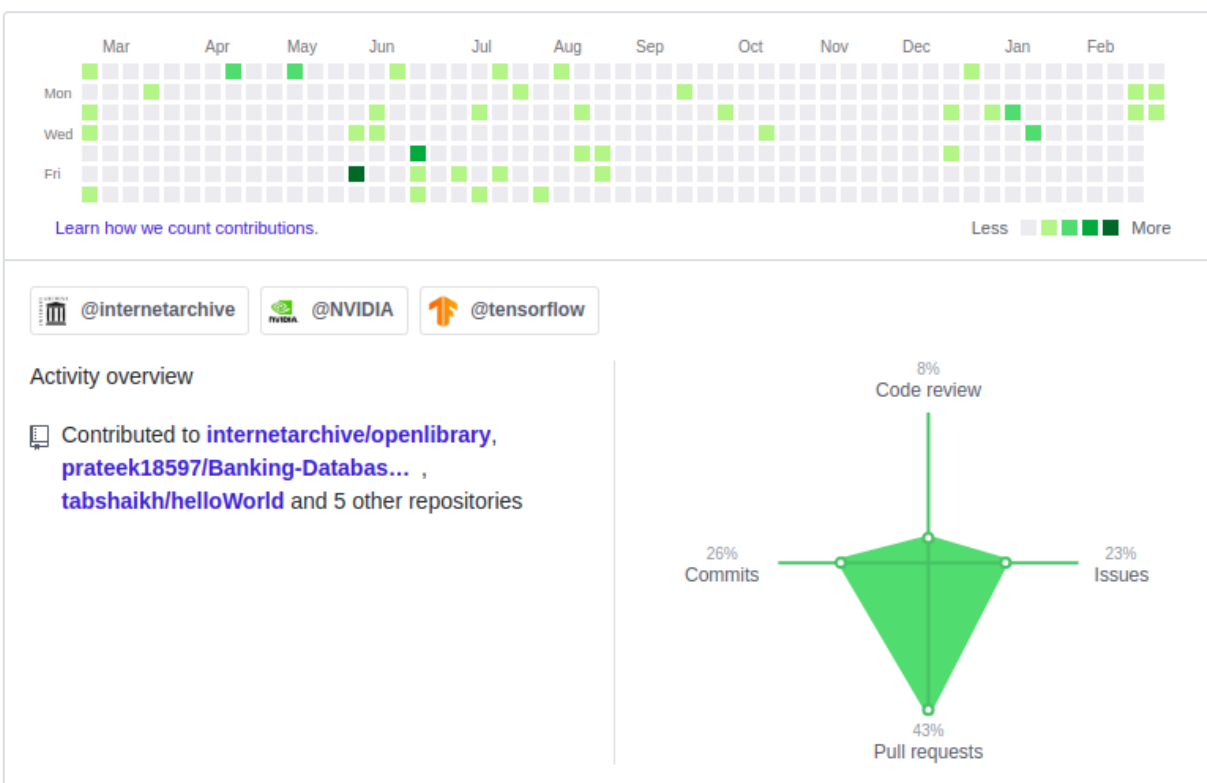 Mar Apr May Jun Jul Aug Sep Oct Nov Dec Jan Feb
Mon
Wed
Fri
Learn how we count contributions.
Less More
@internetarchive @NVIDIA @tensorflow
Activity overview
Contributed to internetarchive/openlibrary,
prateek18597/Banking-Databas… ,
tabshaikh/helloWorld and 5 other repositories
8%
Code review
26%
Commits
23%
Issues
43%
Pull requests